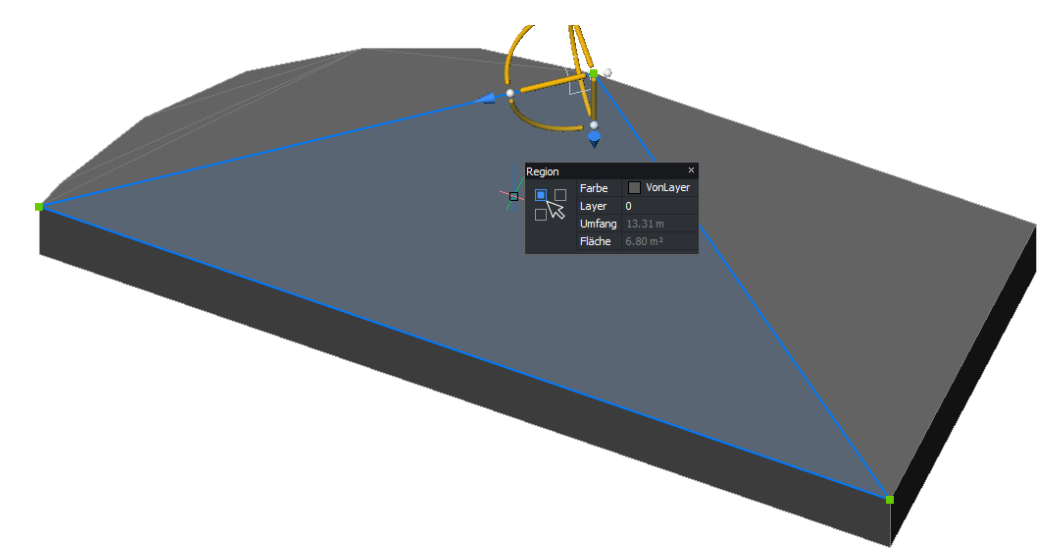 Region ×
Farbe VonLayer
Layer 0
Umfang 13.31 m
Fläche 6.80 m²